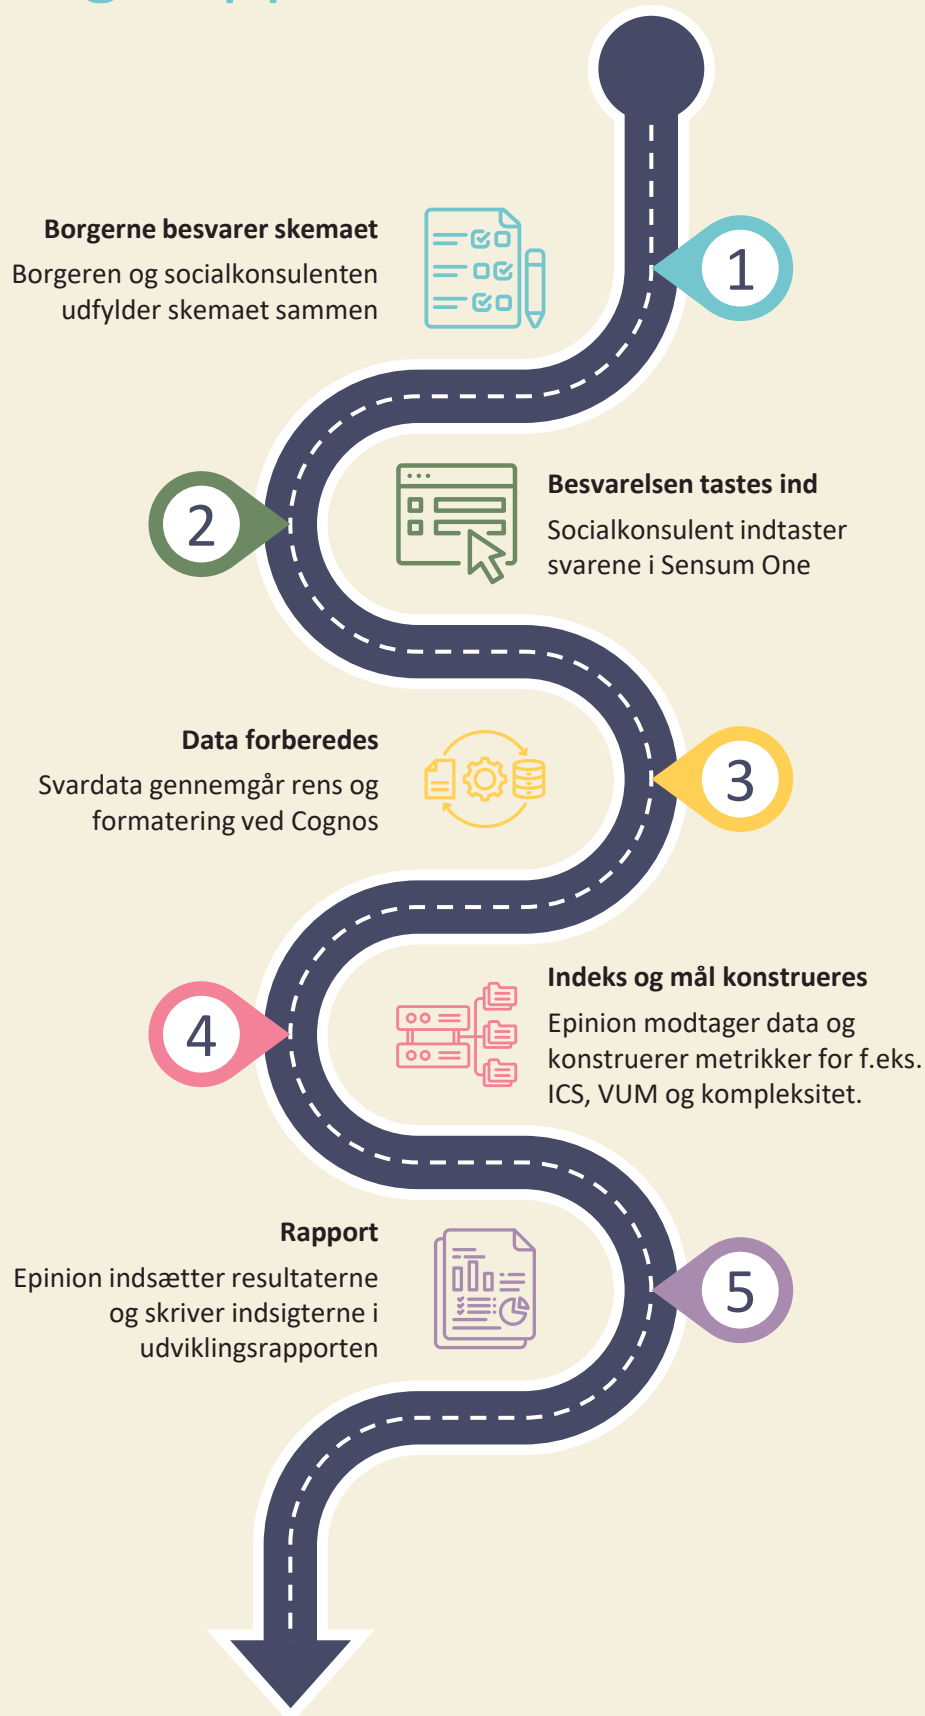 1
Borgerne besvarer skemaet
Borgeren og socialkonsulenten
udfylder skemaet sammen
2
Besvarelsen tastes ind
Socialkonsulent indtaster
svarene i Sensum One
3
Data forberedes
Svardata gennemgår rens og
formatering ved Cognos
4
Indeks og mål konstrueres
Epinion modtager data og
konstruerer metrikker for f.eks.
ICS, VUM og kompleksitet.
5
Rapport
Epinion indsætter resultaterne
og skriver indsigterne i
udviklingsrapporten